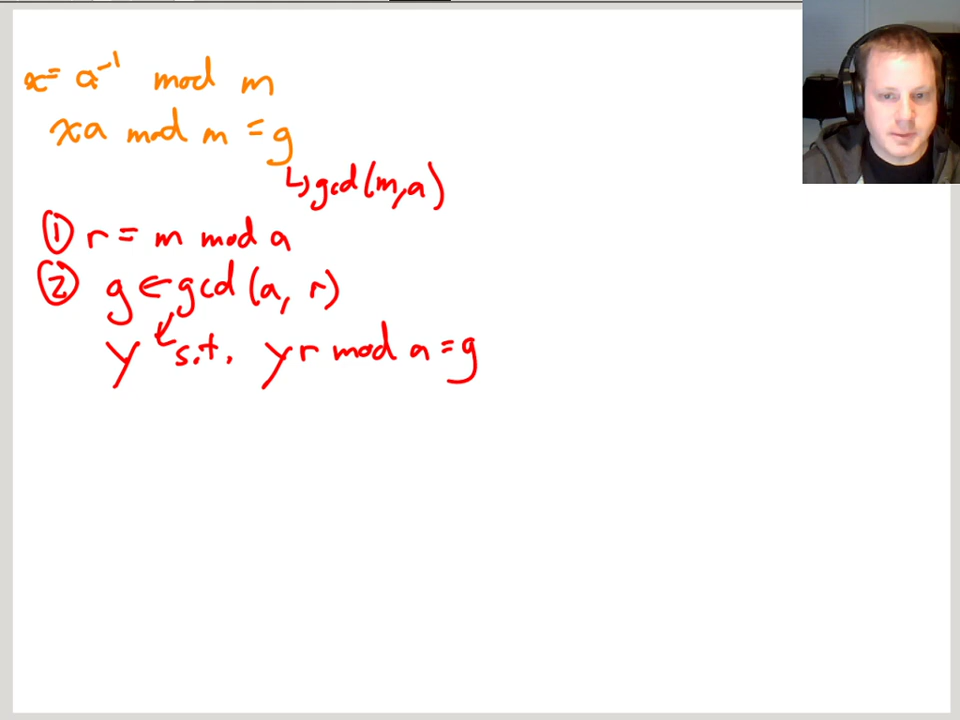 x = a⁻¹ mod m
xa mod m = g
↳ gcd(m,a)
① r = m mod a
② g ← gcd(a, r)
y ↙ s.t. yr mod a = g